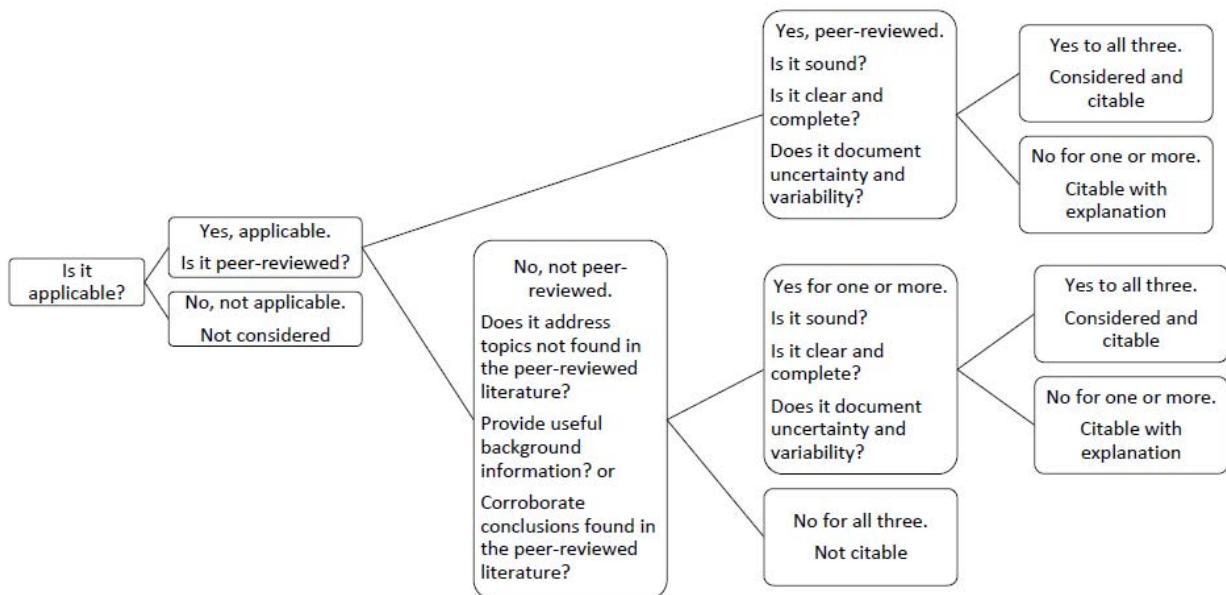 Is it
applicable?
Yes, applicable.
Is it peer-reviewed?
No, not applicable.
Not considered
Yes, peer-reviewed.
Is it sound?
Is it clear and
complete?
Does it document
uncertainty and
variability?
Yes to all three.
Considered and
citable
No for one or more.
Citable with
explanation
No, not peer-
reviewed.
Does it address
topics not found in
the peer-reviewed
literature?
Provide useful
background
information? or
Corroborate
conclusions found in
the peer-reviewed
literature?
Yes for one or more.
Is it sound?
Is it clear and
complete?
Does it document
uncertainty and
variability?
Yes to all three.
Considered and
citable
No for one or more.
Citable with
explanation
No for all three.
Not citable